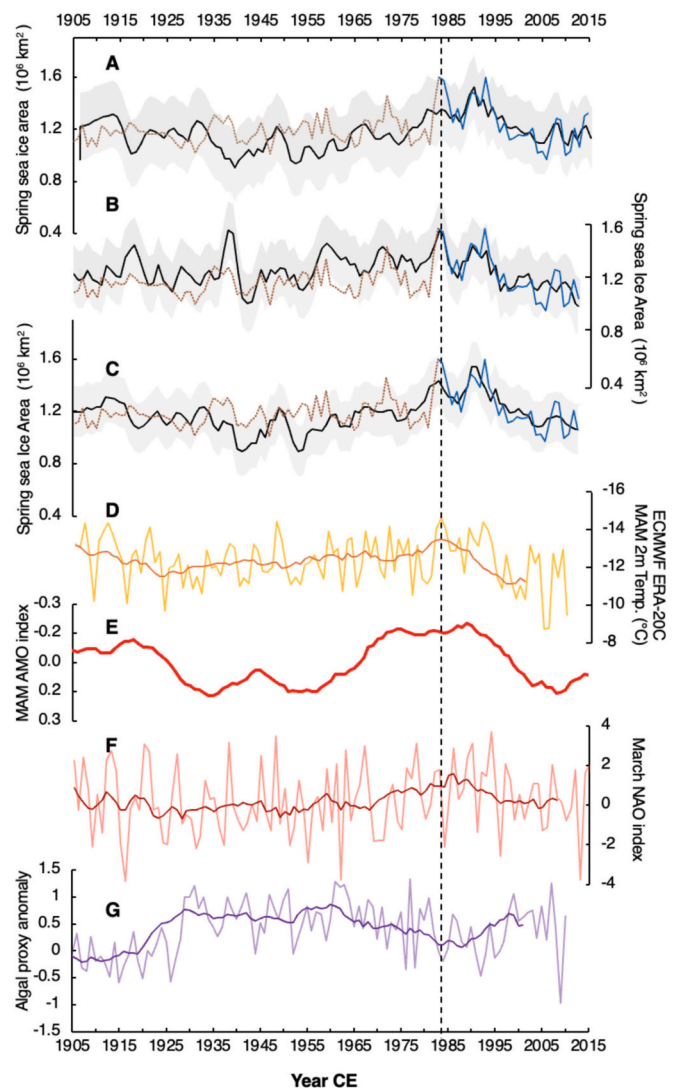 1905 1915 1925 1935 1945 1955 1965 1975 1985 1995 2005 2015
A
Spring sea ice area (10⁶ km²)
1.6
1.2
0.8
0.4
B
Spring sea Ice Area (10⁶ km²)
1.6
1.2
0.8
0.4
C
Spring sea Ice Area (10⁶ km²)
1.6
1.2
0.8
0.4
D
ECMWF ERA-20C
MAM 2m Temp. (°C)
-16
-14
-12
-10
-8
E
MAM AMO index
-0.3
-0.2
0.0
0.2
0.3
F
March NAO index
4
2
0
-2
-4
G
Algal proxy anomaly
1.5
1
0.5
0
-0.5
-1
-1.5
1905 1915 1925 1935 1945 1955 1965 1975 1985 1995 2005 2015
Year CE